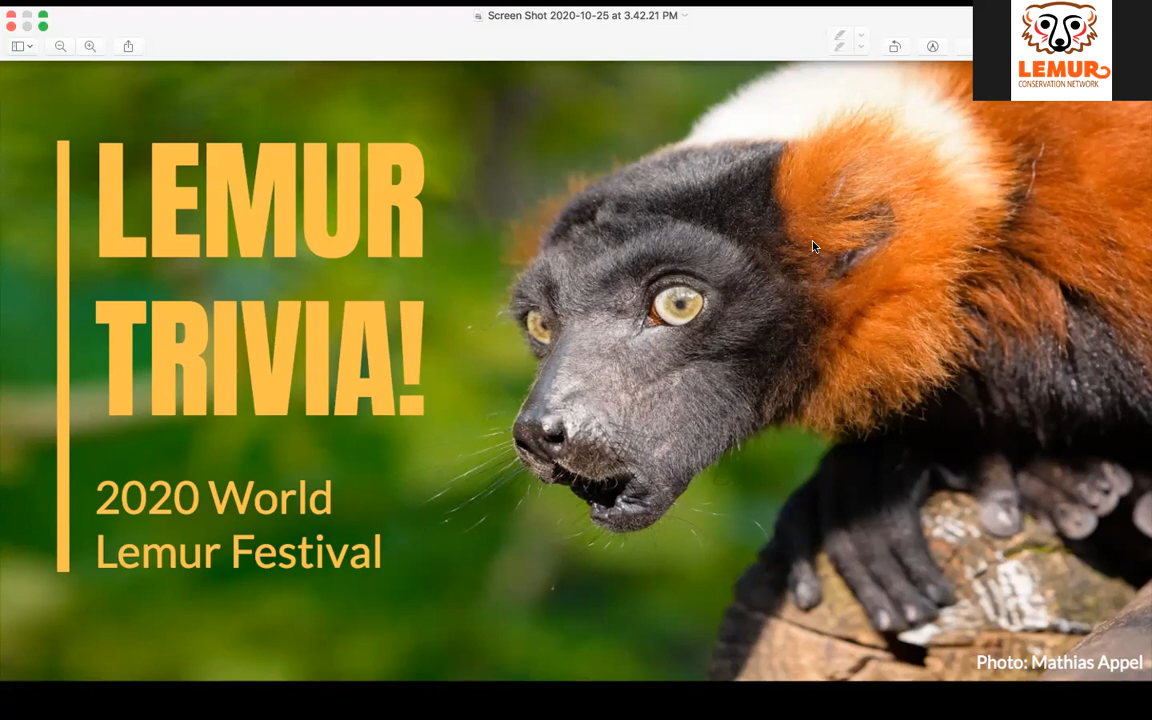 Screen Shot 2020-10-25 at 3.42.21 PM
LEMUR
CONSERVATION NETWORK
LEMUR
TRIVIA!
2020 World
Lemur Festival
Photo: Mathias Appel